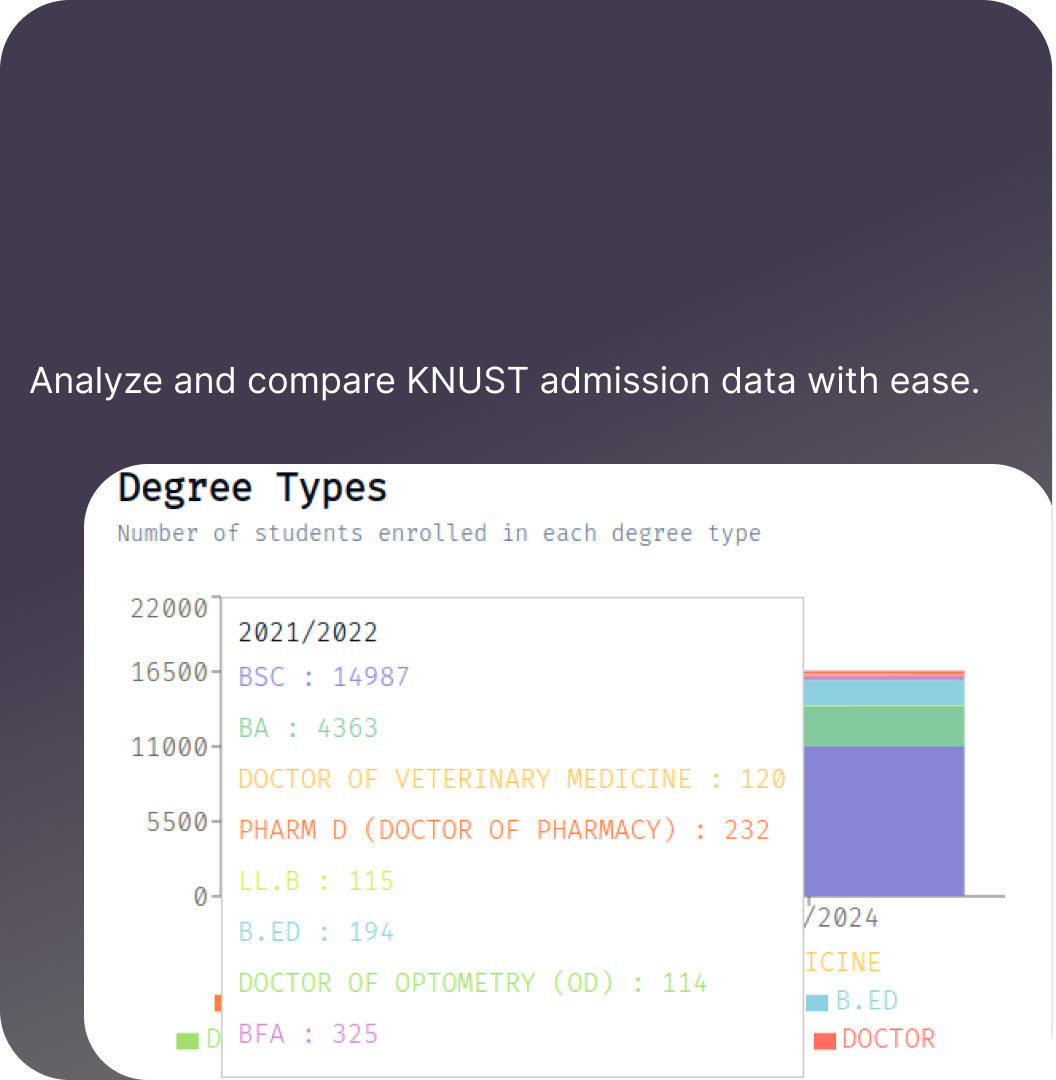 Analyze and compare KNUST admission data with ease.
Degree Types
Number of students enrolled in each degree type
22000
16500
11000
5500
0
2021/2022
BSC : 14987
BA : 4363
DOCTOR OF VETERINARY MEDICINE : 120
PHARM D (DOCTOR OF PHARMACY) : 232
LL.B : 115
B.ED : 194
DOCTOR OF OPTOMETRY (OD) : 114
BFA : 325
/2024
ICINE
B.ED
D
DOCTOR